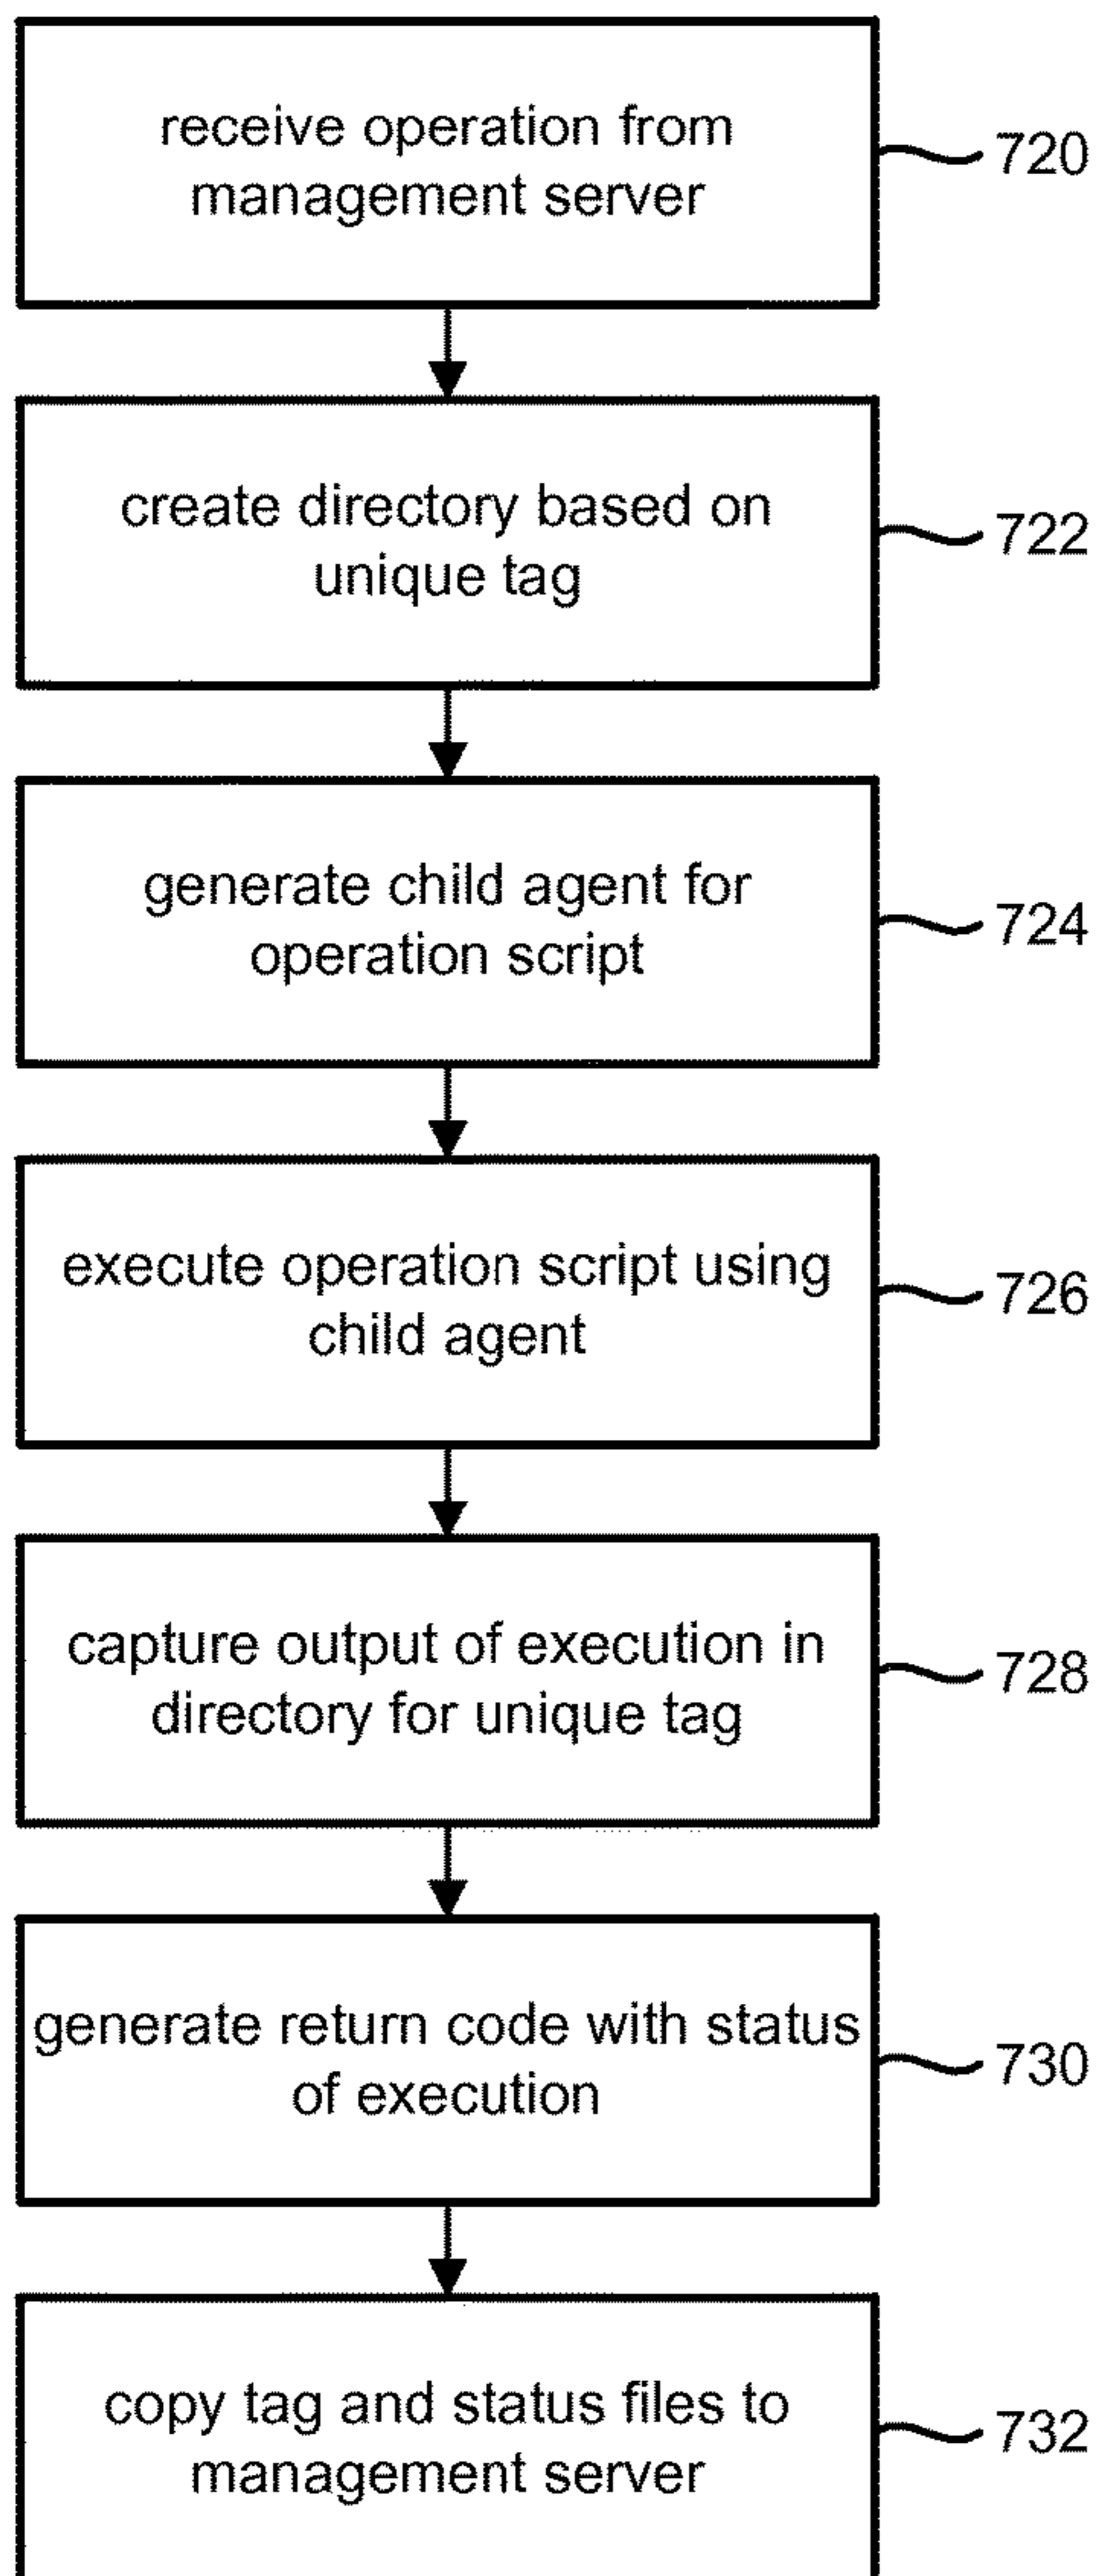 receive operation from
management server
720
create directory based on
unique tag
722
generate child agent for
operation script
724
execute operation script using
child agent
726
capture output of execution in
directory for unique tag
728
generate return code with status
of execution
730
copy tag and status files to
management server
732